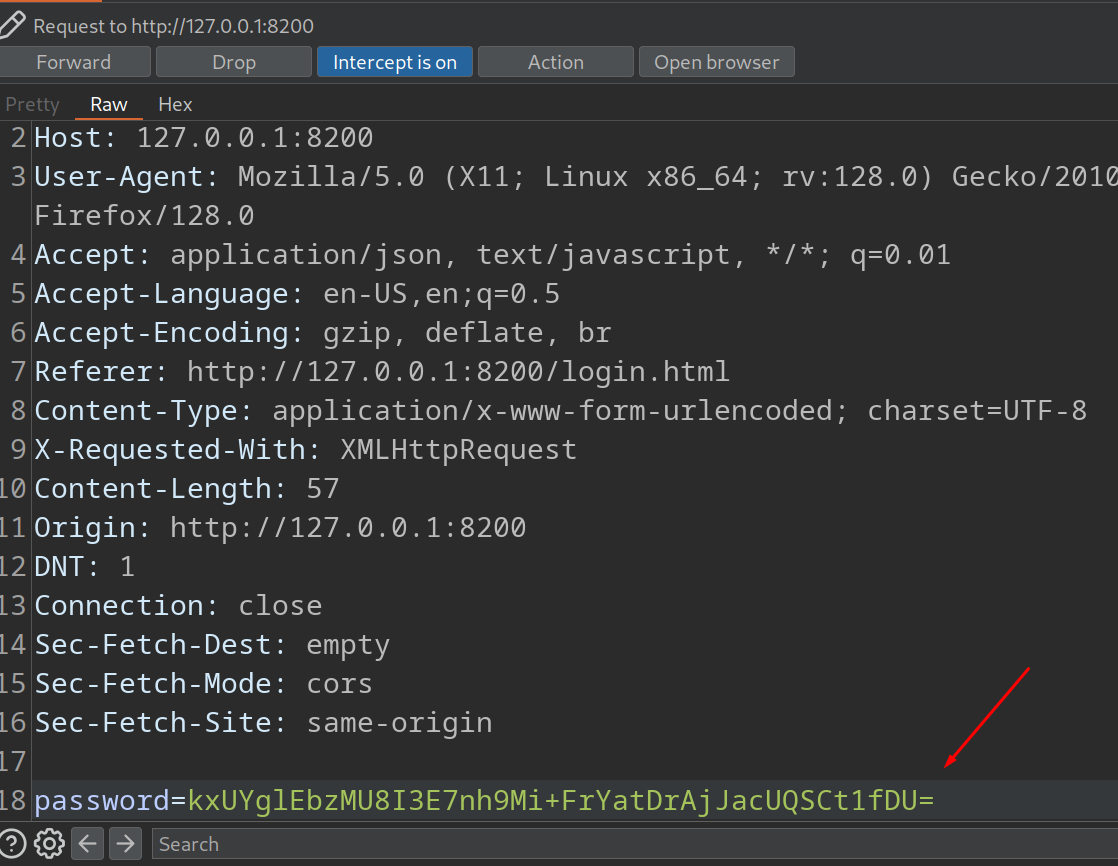 Request to http://127.0.0.1:8200
Forward Drop Intercept is on Action Open browser
Pretty Raw Hex
2 Host: 127.0.0.1:8200
3 User-Agent: Mozilla/5.0 (X11; Linux x86_64; rv:128.0) Gecko/2010
Firefox/128.0
4 Accept: application/json, text/javascript, */*; q=0.01
5 Accept-Language: en-US,en;q=0.5
6 Accept-Encoding: gzip, deflate, br
7 Referer: http://127.0.0.1:8200/login.html
8 Content-Type: application/x-www-form-urlencoded; charset=UTF-8
9 X-Requested-With: XMLHttpRequest
10 Content-Length: 57
11 Origin: http://127.0.0.1:8200
12 DNT: 1
13 Connection: close
14 Sec-Fetch-Dest: empty
15 Sec-Fetch-Mode: cors
16 Sec-Fetch-Site: same-origin
17
18 password=kxUYglEbzMU8I3E7nh9Mi+FrYatDrAjJacUQSCt1fDU=
Search